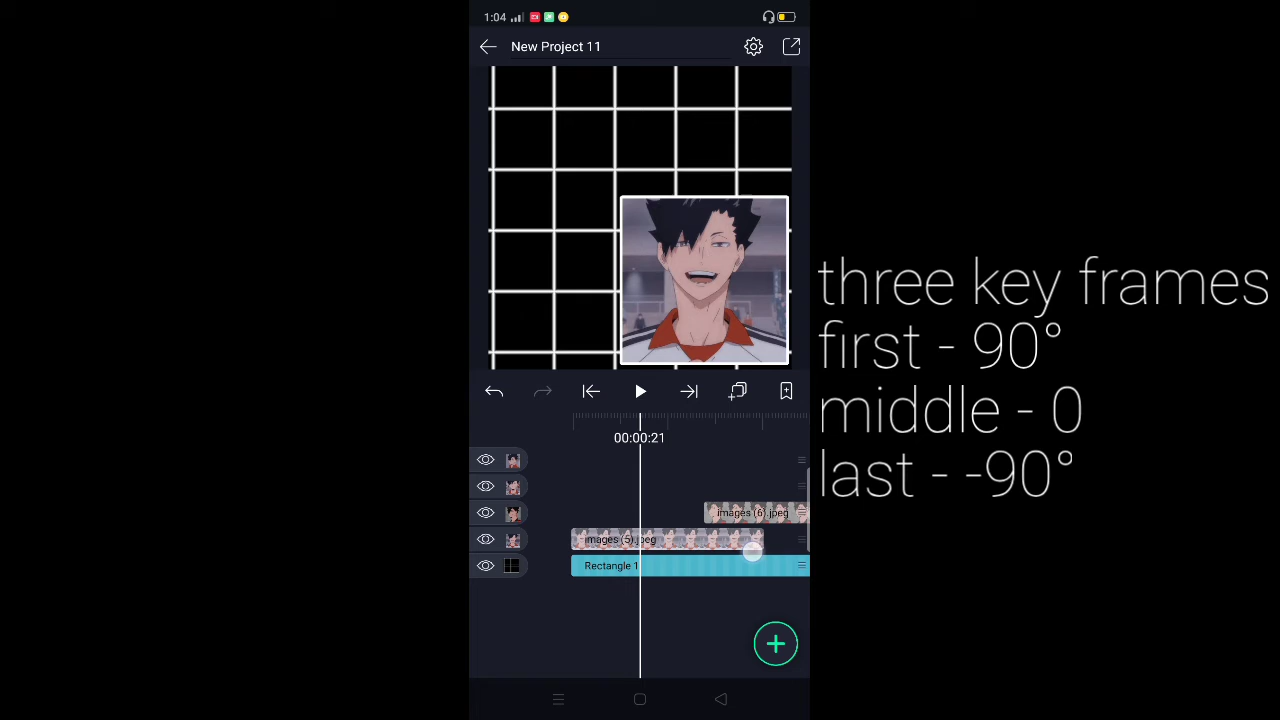 1:04
New Project 11
three key frames
first - 90°
middle - 0
last - -90°
00:00:21
images (6).jpeg
images (5).jpeg
Rectangle 1